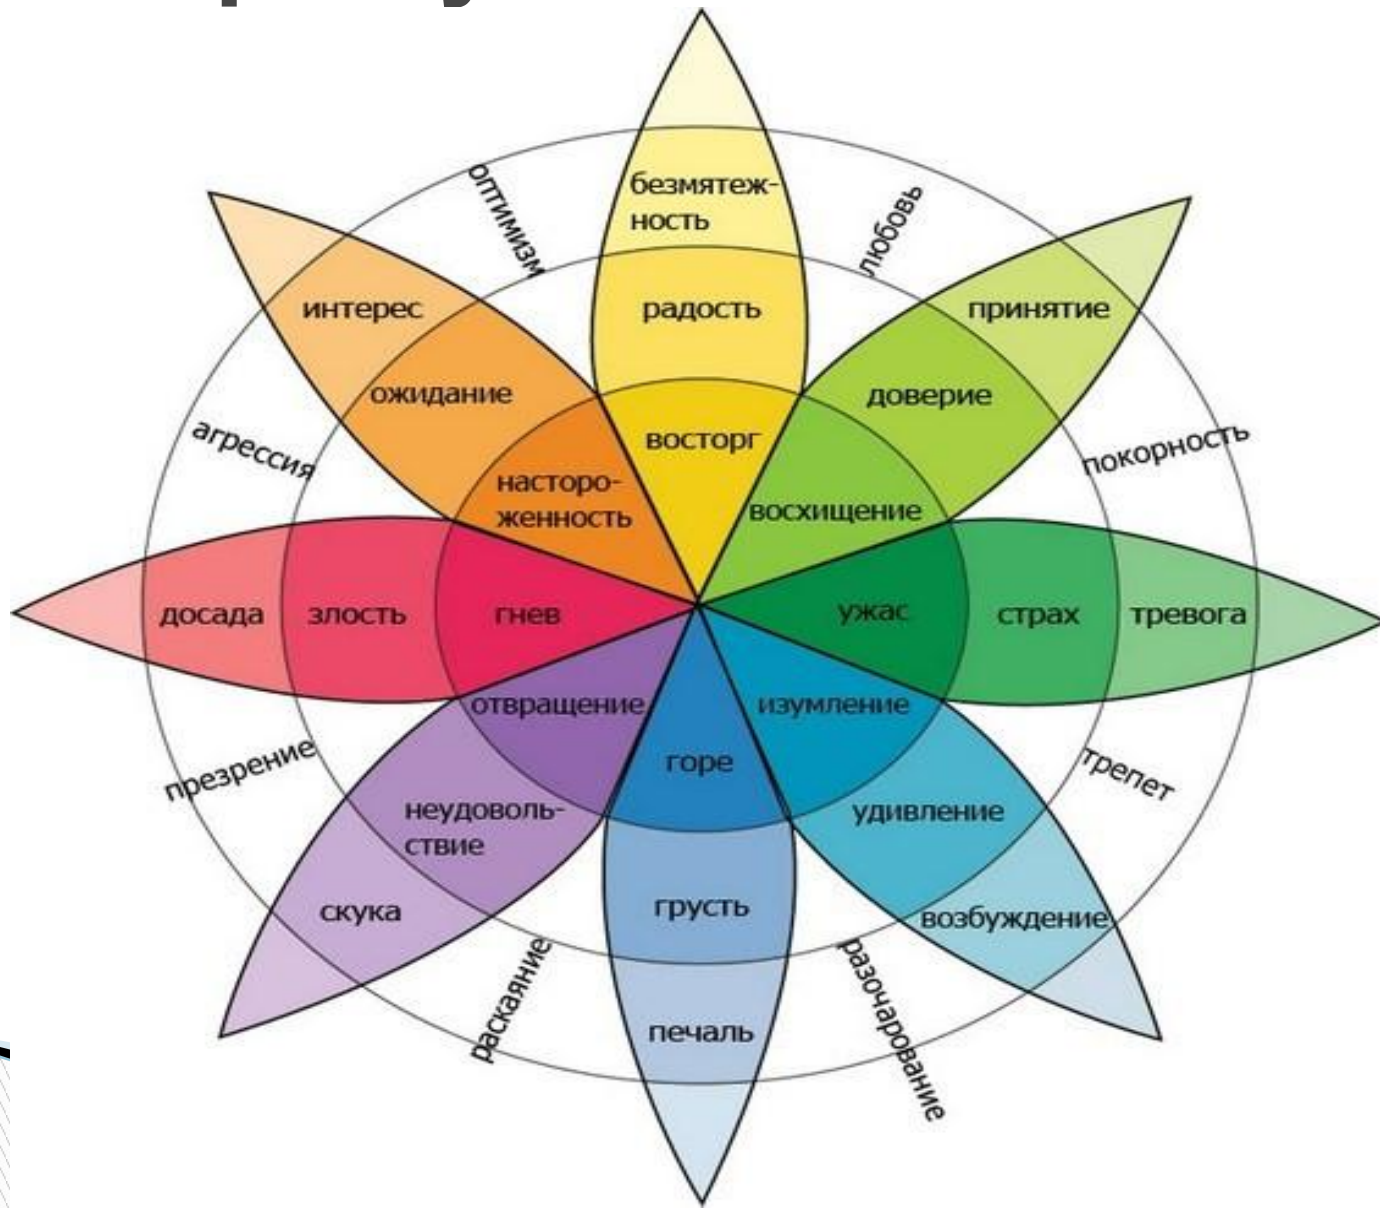 оптимизм
безмятеж-
ность
любовь
интерес
радость
принятие
ожидание
доверие
агрессия
восторг
покорность
насторо-
женность
восхищение
досада
злость
гнев
ужас
страх
тревога
отвращение
изумление
презрение
горе
трепет
неудоволь-
ствие
удивление
скука
грусть
возбуждение
раскаяние
печаль
разочарование